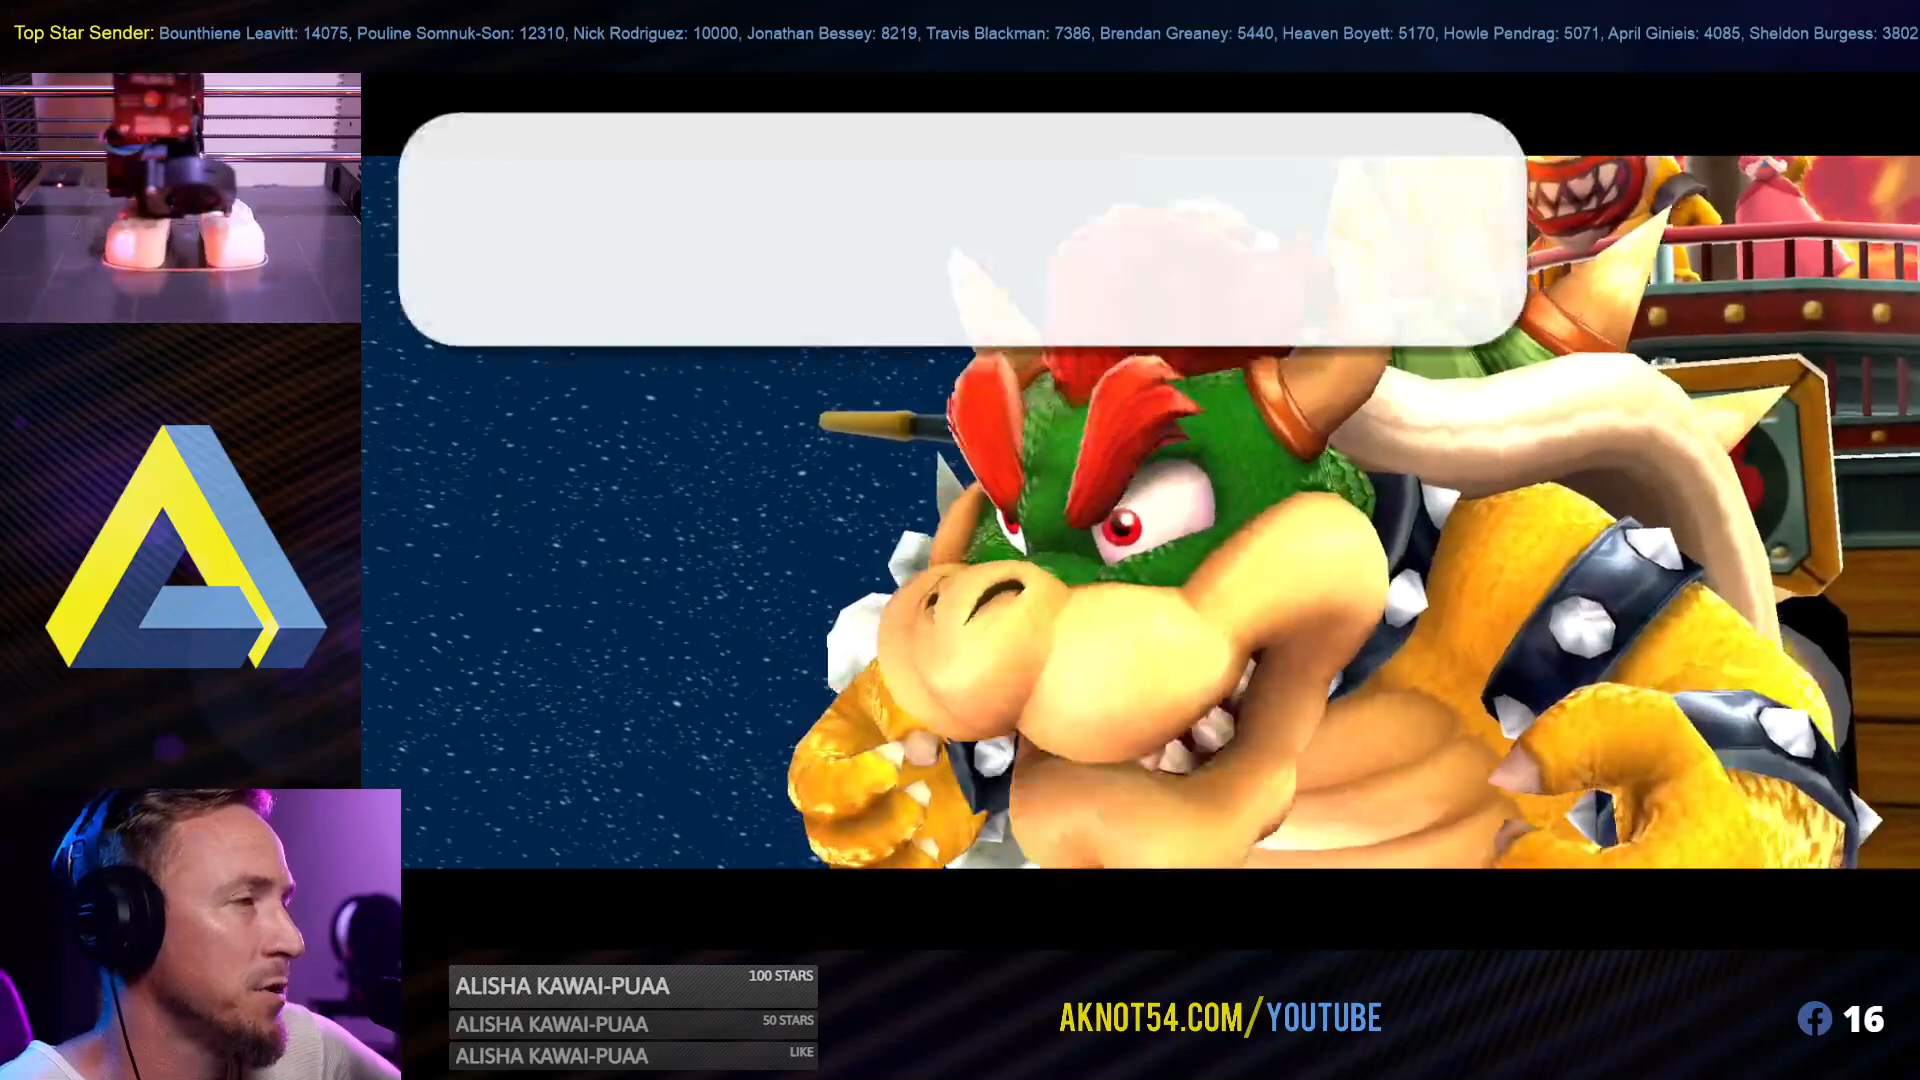 Top Star Sender: Bounthiene Leavitt: 14075, Pouline Somnuk-Son: 12310, Nick Rodriguez: 10000, Jonathan Bessey: 8219, Travis Blackman: 7386, Brendan Greaney: 5440, Heaven Boyett: 5170, Howle Pendrag: 5071, April Ginieis: 4085, Sheldon Burgess: 3802
ALISHA KAWAI-PUAA 100 STARS
ALISHA KAWAI-PUAA 50 STARS
ALISHA KAWAI-PUAA LIKE
AKNOT54.COM/YOUTUBE
16